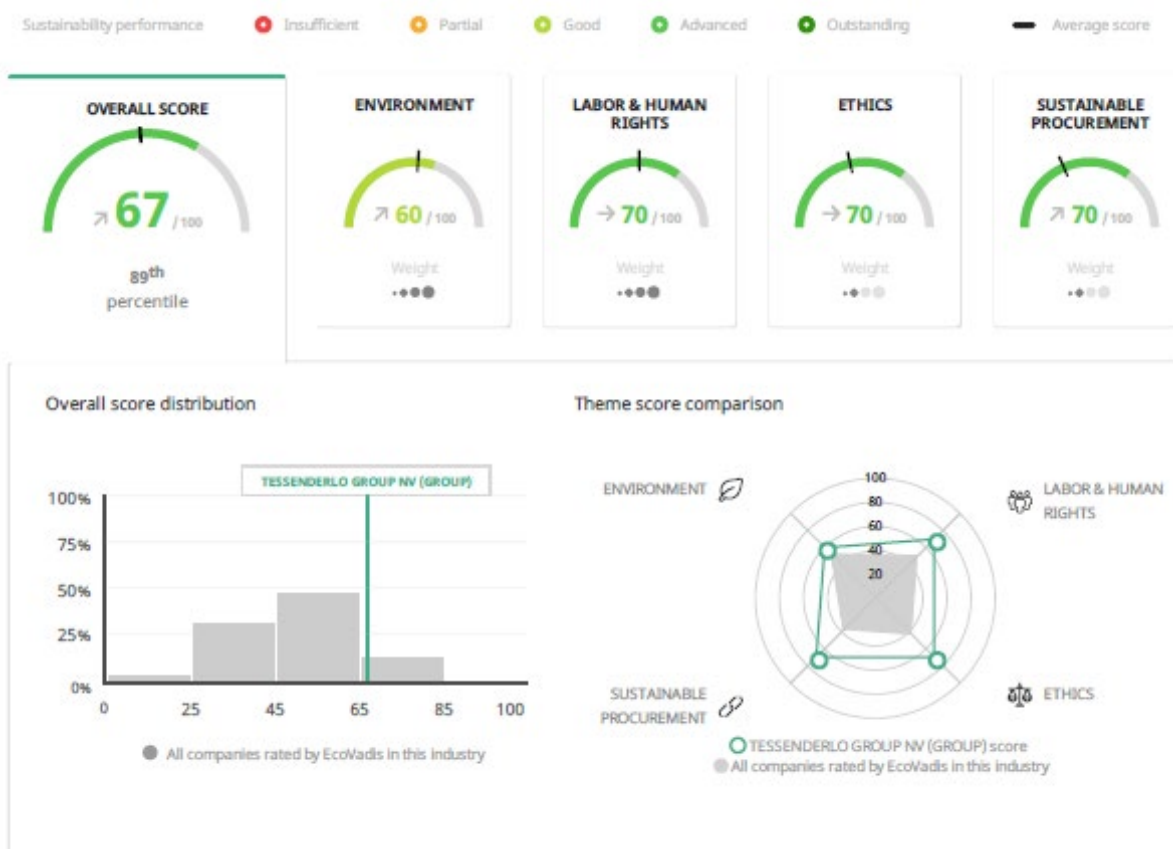 Sustainability performance
Insufficient
Partial
Good
Advanced
Outstanding
Average score
OVERALL SCORE
67 / 100
89th
percentile
ENVIRONMENT
60 / 100
Weight
LABOR & HUMAN
RIGHTS
70 / 100
Weight
ETHICS
70 / 100
Weight
SUSTAINABLE
PROCUREMENT
70 / 100
Weight
Overall score distribution
TESSENDERLO GROUP NV (GROUP)
100%
75%
50%
25%
0%
0
25
45
65
85
100
All companies rated by EcoVadis in this industry
Theme score comparison
ENVIRONMENT
LABOR & HUMAN
RIGHTS
100
80
60
40
20
SUSTAINABLE
PROCUREMENT
ETHICS
TESSENDERLO GROUP NV (GROUP) score
All companies rated by EcoVadis in this industry